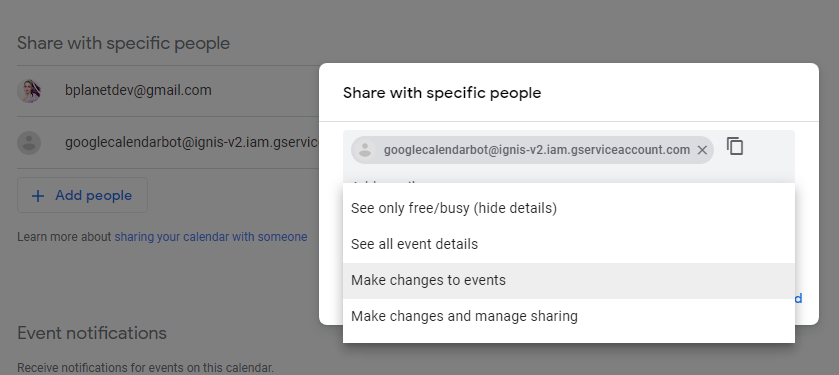 Share with specific people
bplanetdev@gmail.com
googlecalendarbot@ignis-v2.iam.gservic
+ Add people
Learn more about sharing your calendar with someone
Event notifications
Receive notifications for events on this calendar.
Share with specific people
googlecalendarbot@ignis-v2.iam.gserviceaccount.com
See only free/busy (hide details)
See all event details
Make changes to events
Make changes and manage sharing